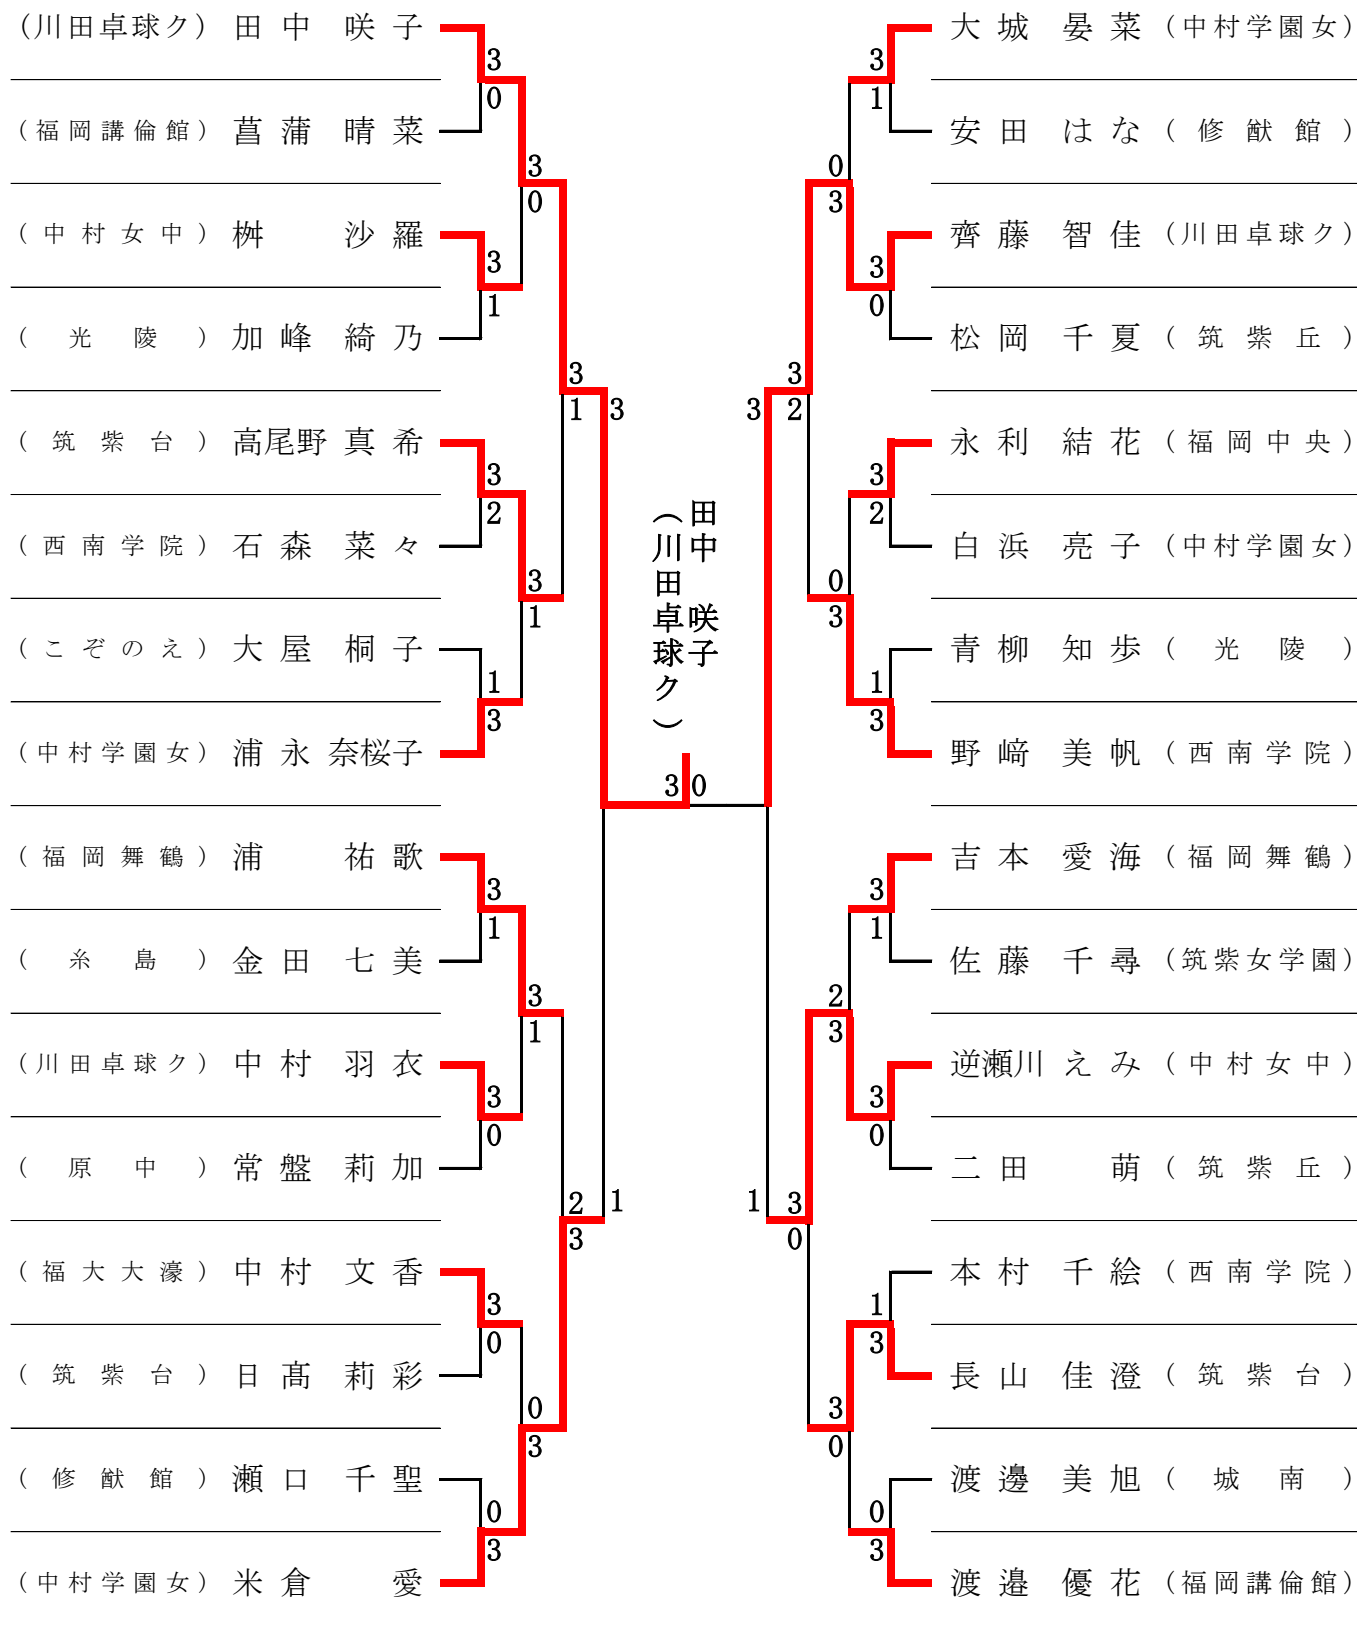 (川田卓球ク) 田中 咲子
3
0
(福岡講倫館) 菖蒲 晴菜
3
0
(中村女中) 桝 沙羅
3
1
(光陵) 加峰 綺乃
3
1
3
(筑紫台) 高尾野 真希
3
2
(西南学院) 石森 菜々
3
1
(こぞのえ) 大屋 桐子
1
3
(中村学園女) 浦永 奈桜子
(福岡舞鶴) 浦 祐歌
3
1
(糸島) 金田 七美
3
1
(川田卓球ク) 中村 羽衣
3
0
(原中) 常盤 莉加
2
3
1
(福大大濠) 中村 文香
3
0
(筑紫台) 日髙 莉彩
0
3
(修猷館) 瀬口 千聖
0
3
(中村学園女) 米倉 愛
田中 咲子
(川田卓球ク)
3 0
大城 晏菜 (中村学園女)
3
1
安田 はな (修猷館)
0
3
齊藤 智佳 (川田卓球ク)
3
0
松岡 千夏 (筑紫丘)
3
2
3
永利 結花 (福岡中央)
3
2
白浜 亮子 (中村学園女)
0
3
青柳 知歩 (光陵)
1
3
野﨑 美帆 (西南学院)
吉本 愛海 (福岡舞鶴)
3
1
佐藤 千尋 (筑紫女学園)
2
3
逆瀬川 えみ (中村女中)
3
0
二田 萌 (筑紫丘)
1
3
0
本村 千絵 (西南学院)
1
3
長山 佳澄 (筑紫台)
3
0
渡邊 美旭 (城南)
0
3
渡邉 優花 (福岡講倫館)